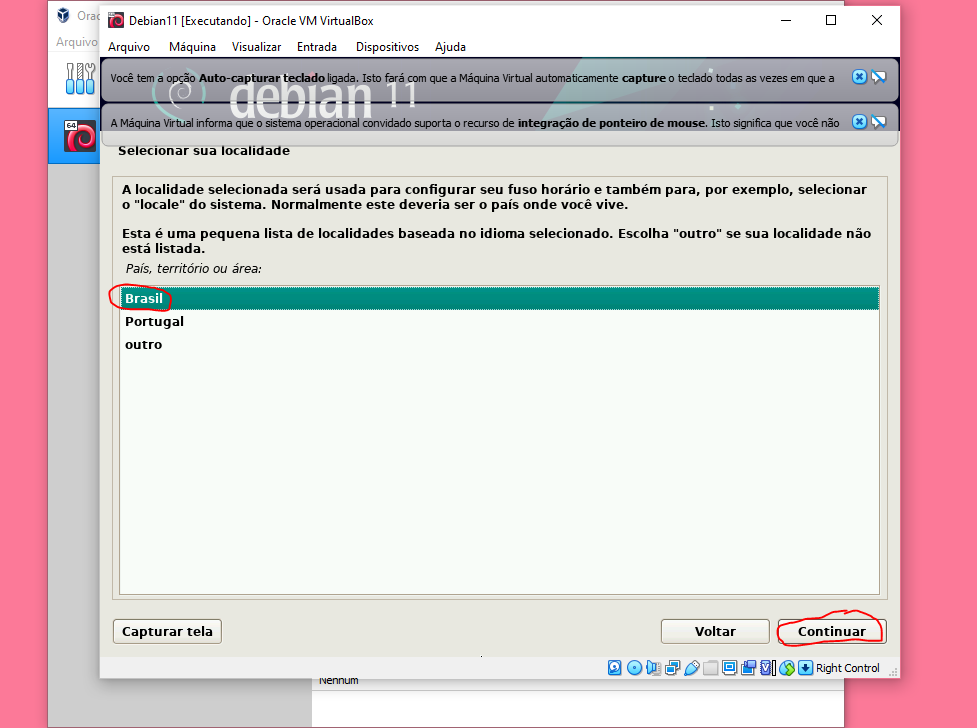 Orac
Debian11 [Executando] - Oracle VM VirtualBox
Arquivo
Arquivo Máquina Visualizar Entrada Dispositivos Ajuda
Você tem a opção Auto-capturar teclado ligada. Isto fará com que a Máquina Virtual automaticamente capture o teclado todas as vezes em que a
debian 11
A Máquina Virtual informa que o sistema operacional convidado suporta o recurso de integração de ponteiro de mouse. Isto significa que você não
64
Selecionar sua localidade
A localidade selecionada será usada para configurar seu fuso horário e também para, por exemplo, selecionar
o "locale" do sistema. Normalmente este deveria ser o país onde você vive.
Esta é uma pequena lista de localidades baseada no idioma selecionado. Escolha "outro" se sua localidade não
está listada.
País, território ou área:
Brasil
Portugal
outro
Capturar tela Voltar Continuar
Right Control
Nenhum